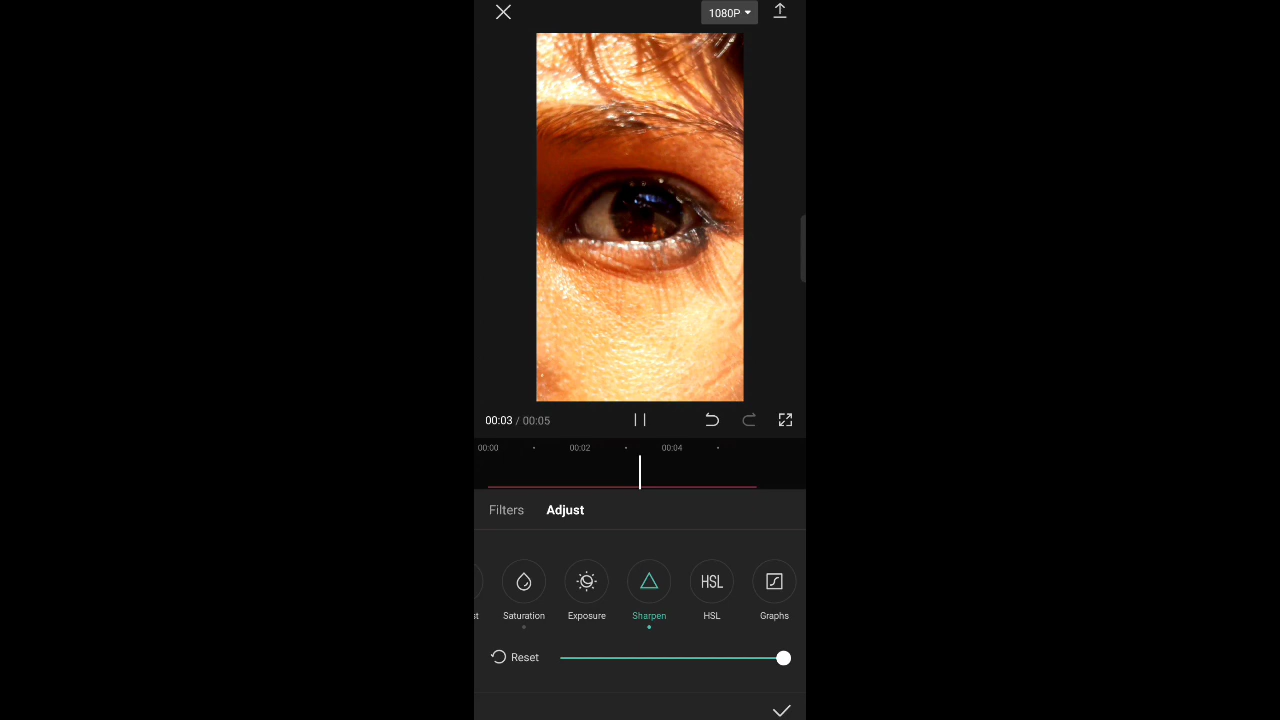 1080P
00:03 / 00:05
00:00 00:02 00:04
Filters Adjust
st Saturation Exposure Sharpen HSL Graphs
HSL
Reset